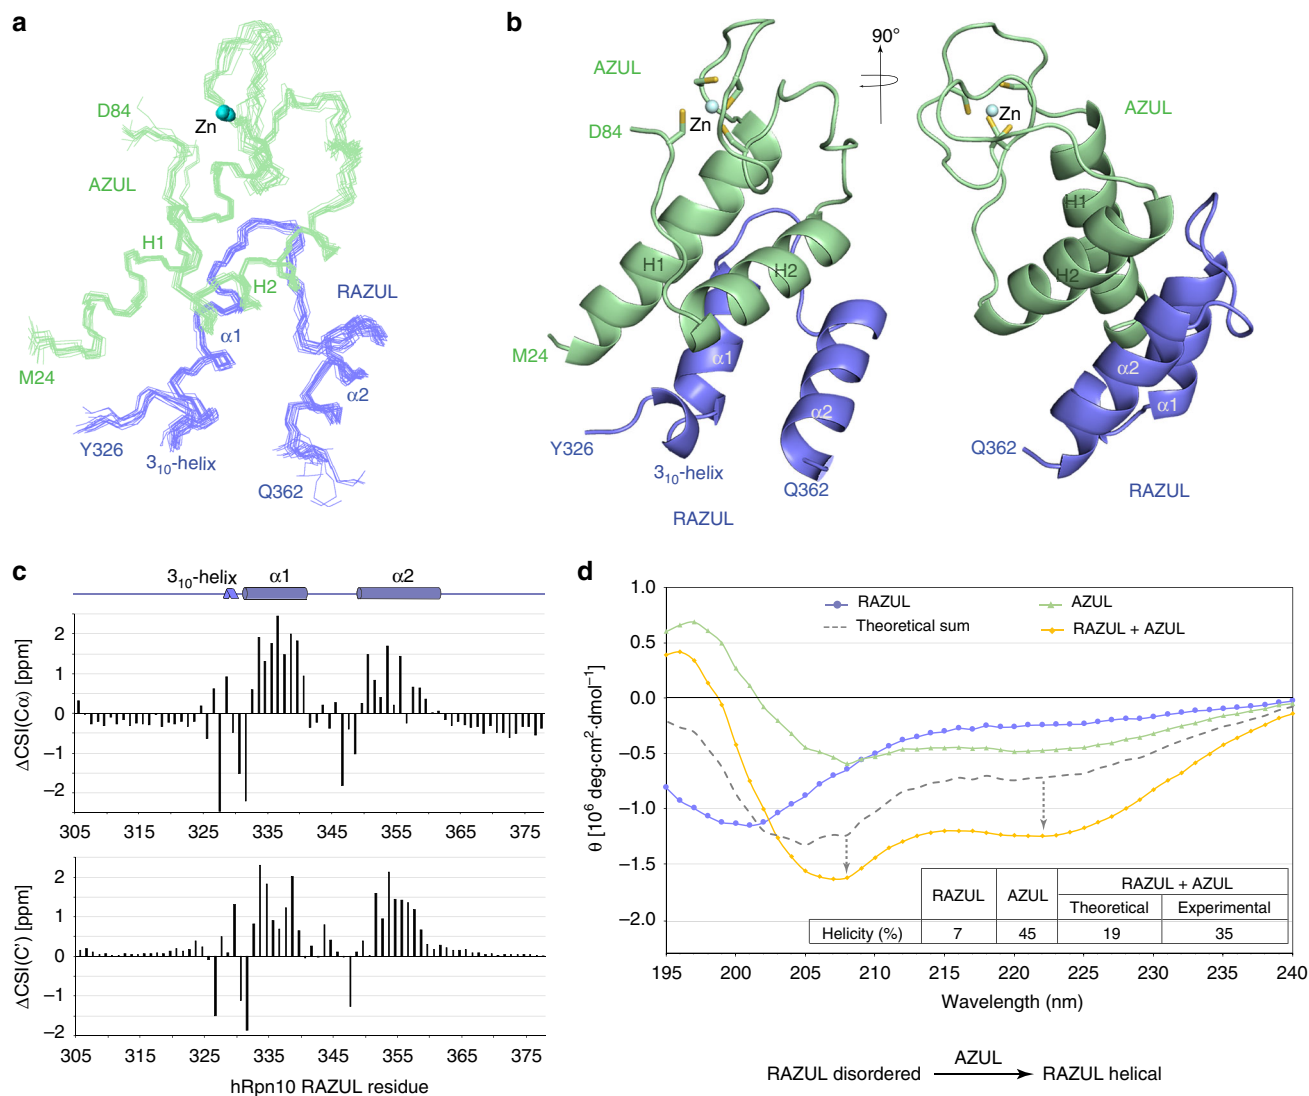 a
D84
Zn
AZUL
H1
H2
RAZUL
α1
M24
α2
Y326
3₁₀-helix
Q362
b
AZUL
D84
Zn
H1
H2
M24
α1
α2
Y326
3₁₀-helix
Q362
RAZUL
90°
Zn
AZUL
H1
H2
α2
α1
Q362
RAZUL
c
3₁₀-helix α1 α2
ΔCSI(Cα) [ppm]
2
1
0
−1
−2
305 325 335 345 355 365 375
ΔCSI(C') [ppm]
2
1
0
−1
−2
305 325 335 345 355 365 375
hRpn10 RAZUL residue
d
θ [10⁶ deg·cm²·dmol⁻¹]
1.0
0.5
0.0
−0.5
−1.0
−1.5
−2.0
RAZUL AZUL
Theoretical sum RAZUL + AZUL
RAZUL AZUL RAZUL + AZUL
Theoretical Experimental
Helicity (%) 7 45 19 35
195 200 205 210 215 220 225 230 235 240
Wavelength (nm)
AZUL
RAZUL disordered RAZUL helical